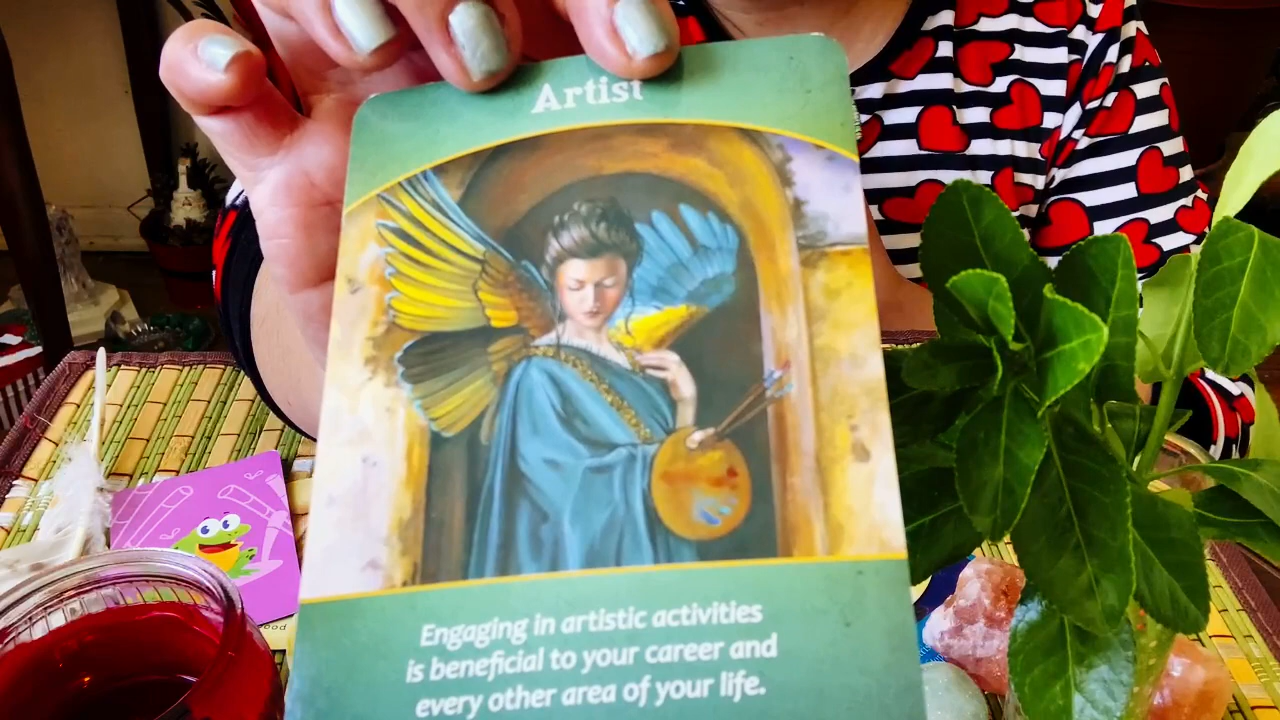 Artist
Engaging in artistic activities
is beneficial to your career and
every other area of your life.